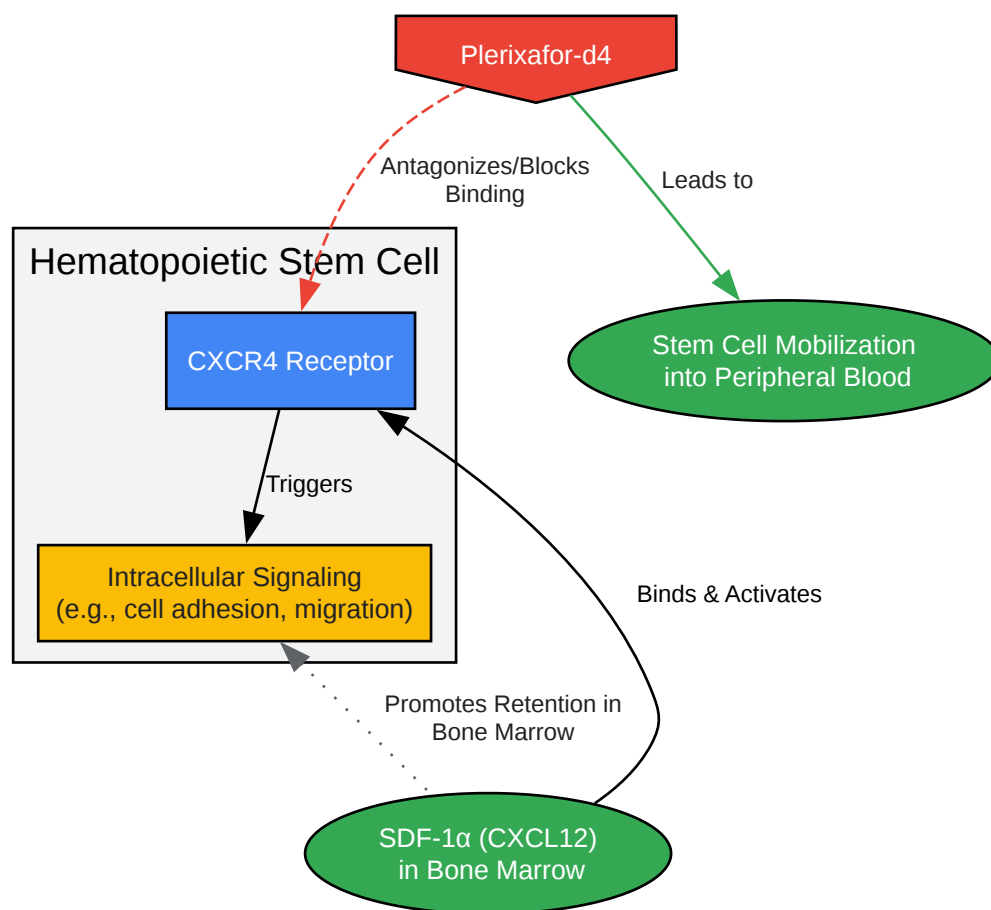 Plerixafor-d4
Antagonizes/Blocks
Binding
Leads to
Hematopoietic Stem Cell
CXCR4 Receptor
Stem Cell Mobilization
into Peripheral Blood
Triggers
Intracellular Signaling
(e.g., cell adhesion, migration)
Binds & Activates
Promotes Retention in
Bone Marrow
SDF-1α (CXCL12)
in Bone Marrow